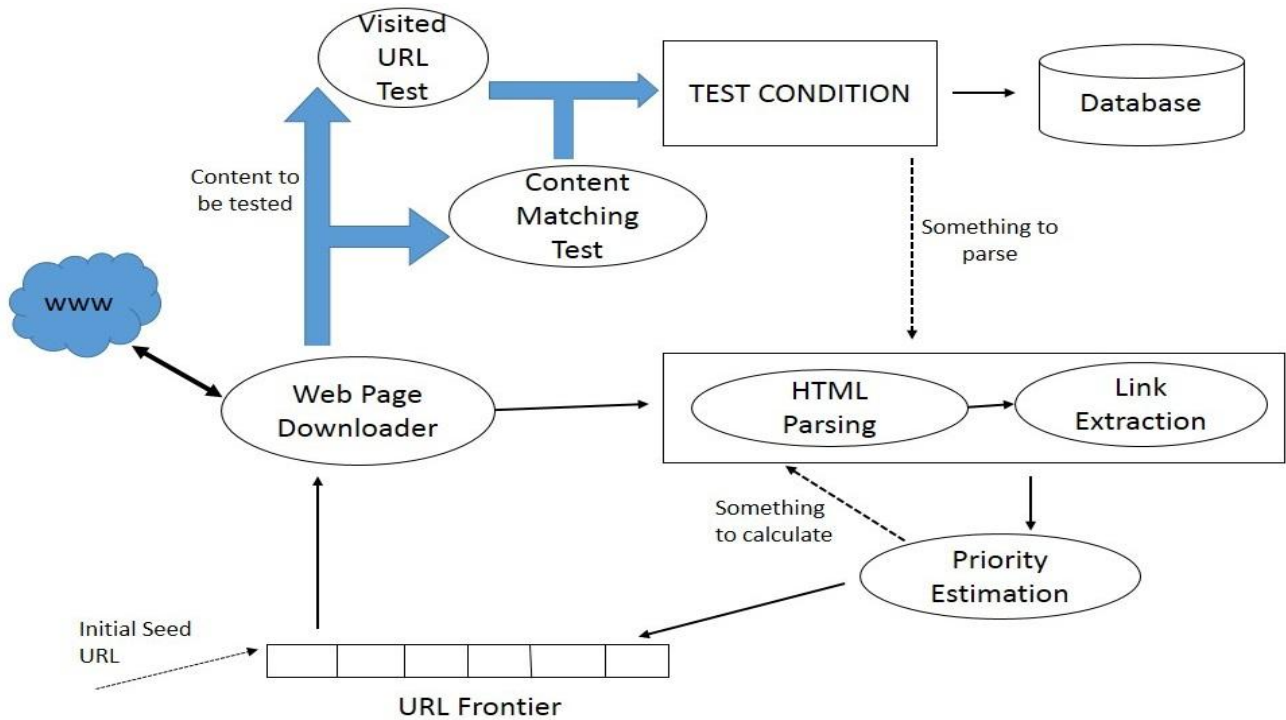 Visited
URL
Test
TEST CONDITION
Database
Content to
be tested
Content
Matching
Test
Something to
parse
www
Web Page
Downloader
HTML
Parsing
Link
Extraction
Something
to calculate
Priority
Estimation
Initial Seed
URL
URL Frontier